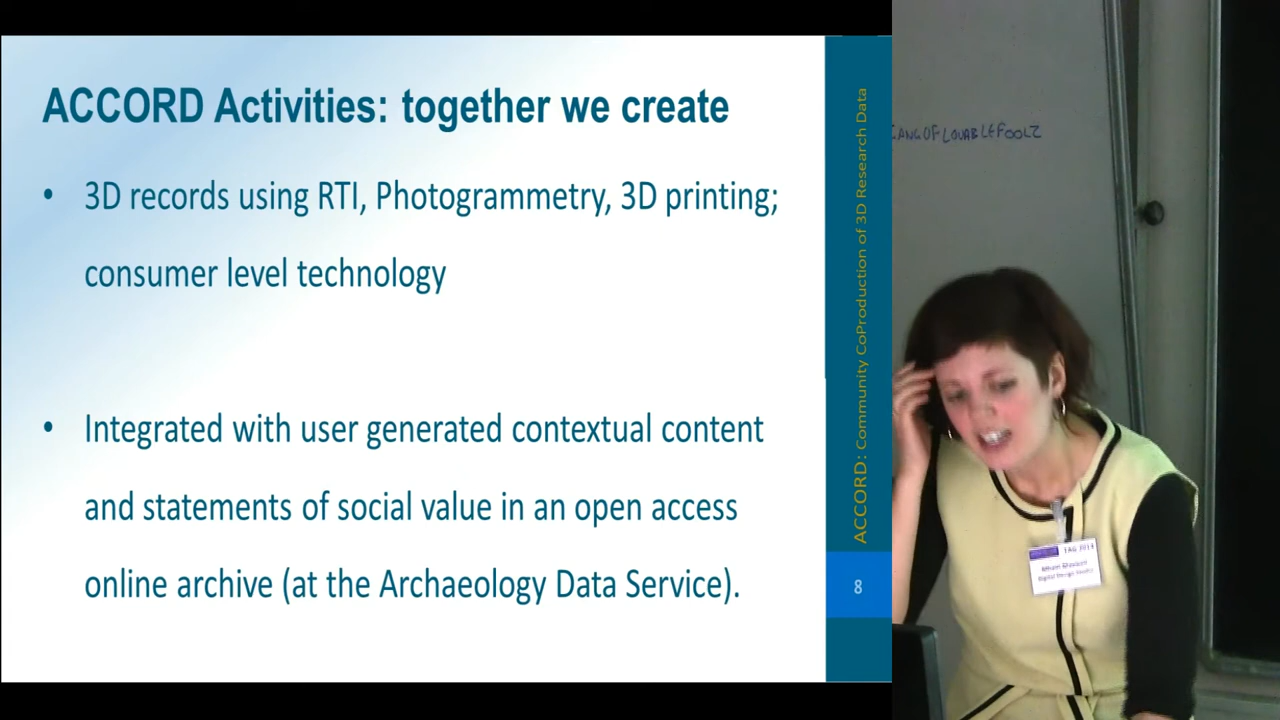 ACCORD Activities: together we create
• 3D records using RTI, Photogrammetry, 3D printing;
consumer level technology
• Integrated with user generated contextual content
and statements of social value in an open access
online archive (at the Archaeology Data Service).
ACCORD: Community CoProduction of 3D Research Data
8
TAG 2013